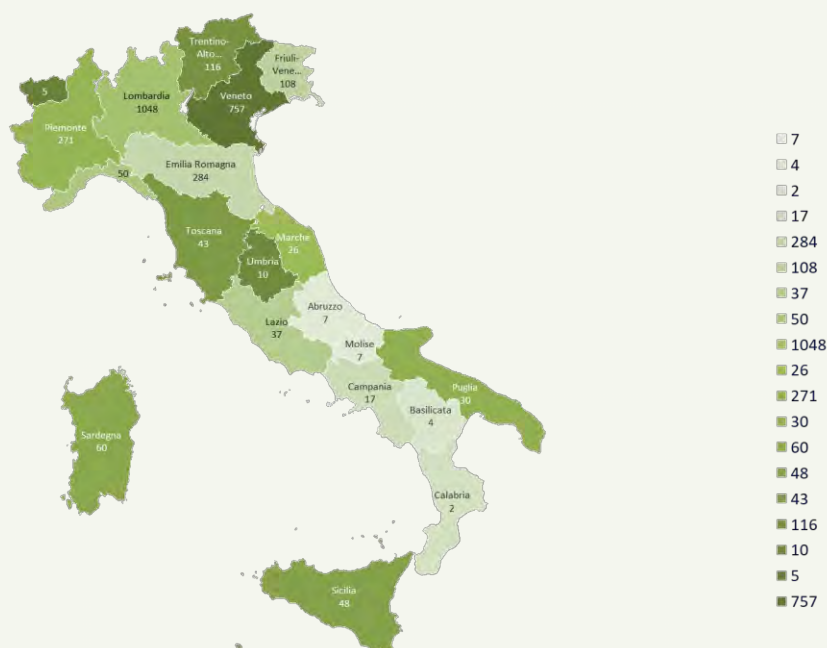 Trentino-
Alto...
116
Friuli-
Vene...
108
5
Lombardia
1048
Veneto
757
Piemonte
271
Emilia Romagna
284
50
Toscana
43
Marche
26
Umbria
10
Abruzzo
7
Lazio
37
Molise
7
Campania
17
Puglia
30
Basilicata
4
Sardegna
60
Calabria
2
Sicilia
48
7
4
2
17
284
108
37
50
1048
26
271
30
60
48
43
116
10
5
757